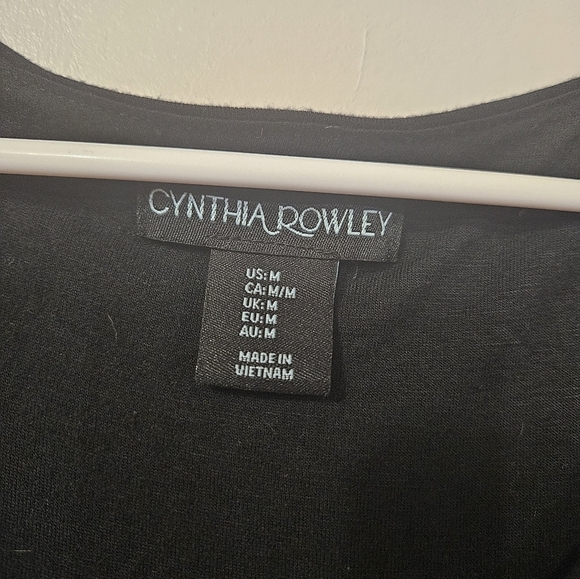 CYNTHIA ROWLEY
US: M
CA: M/M
UK: M
EU: M
AU: M
MADE IN
VIETNAM